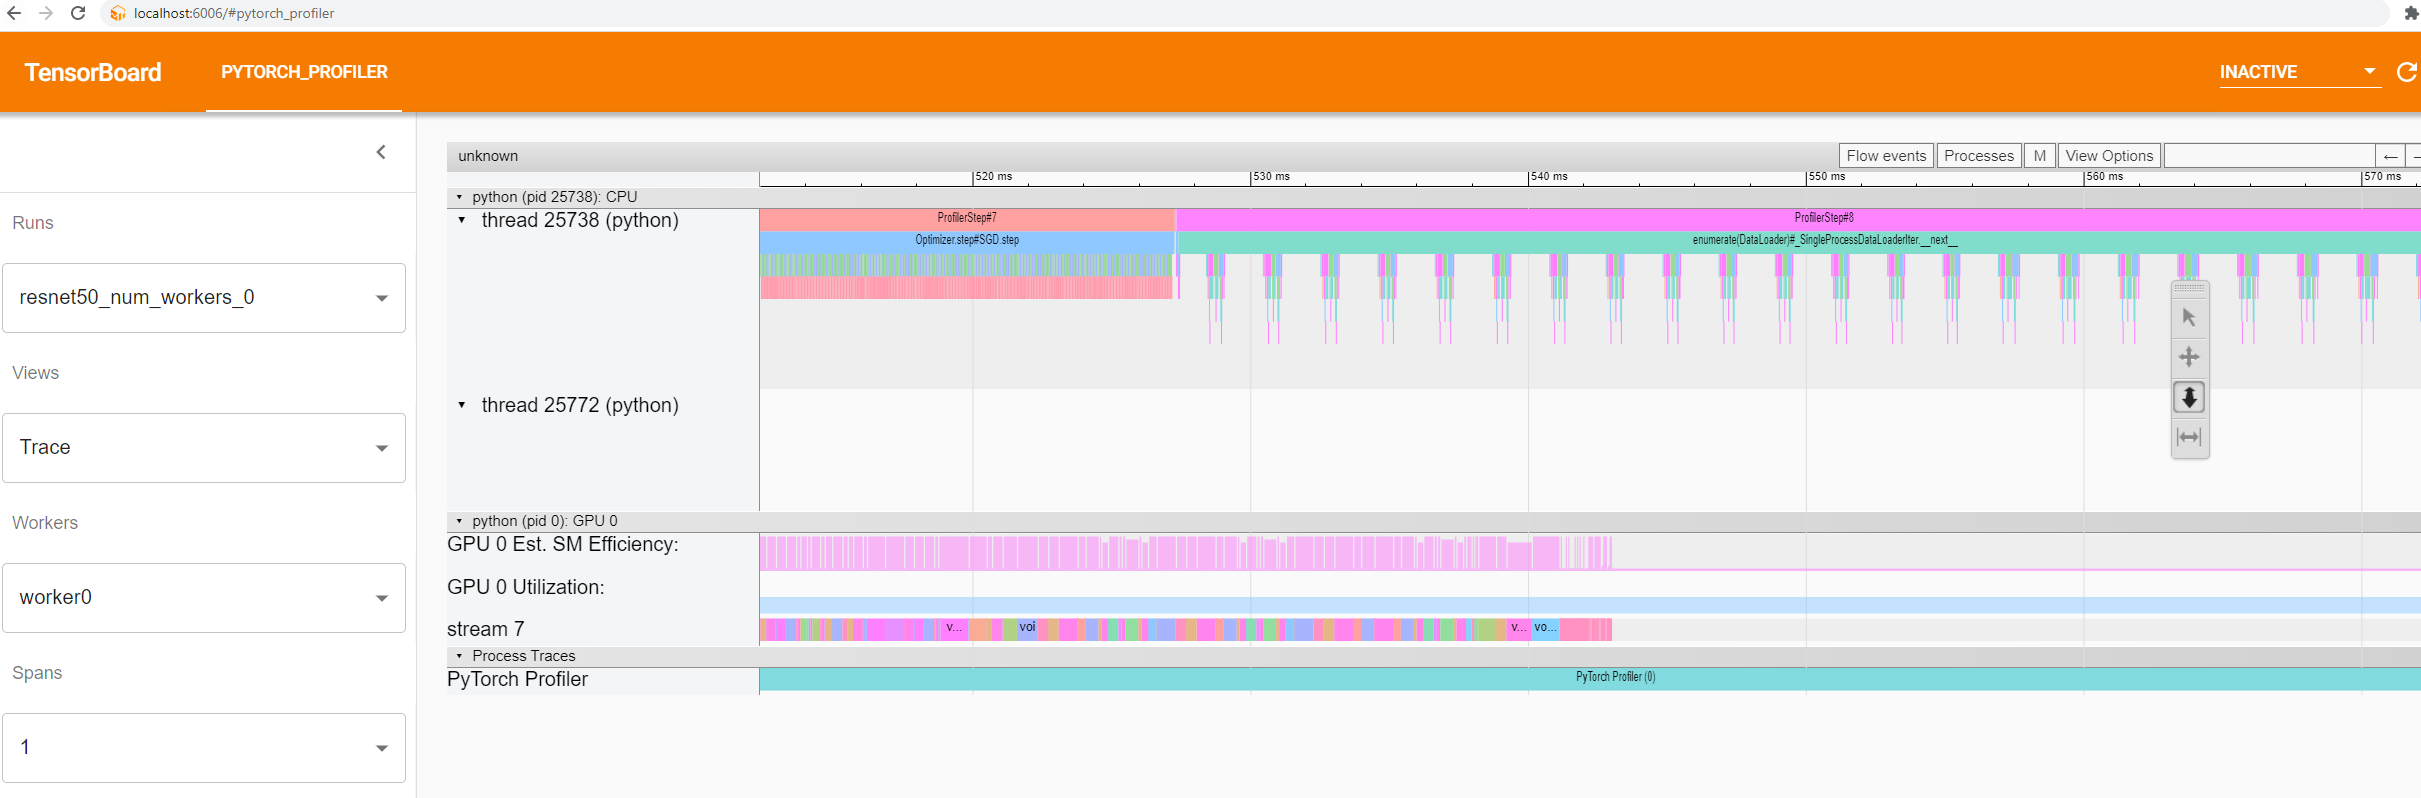 localhost:6006/#pytorch_profiler
TensorBoard
PYTORCH_PROFILER
INACTIVE
Runs
resnet50_num_workers_0
Views
Trace
Workers
worker0
Spans
1
unknown
Flow events
Processes
M
View Options
←
520 ms
530 ms
540 ms
550 ms
560 ms
570 ms
python (pid 25738): CPU
thread 25738 (python)
ProfilerStep#7
ProfilerStep#8
Optimizer.step#SGD.step
enumerate(DataLoader)#_SingleProcessDataLoaderIter.__next__
thread 25772 (python)
python (pid 0): GPU 0
GPU 0 Est. SM Efficiency:
GPU 0 Utilization:
stream 7
v...
voi
v...
vo...
Process Traces
PyTorch Profiler
PyTorch Profiler (0)